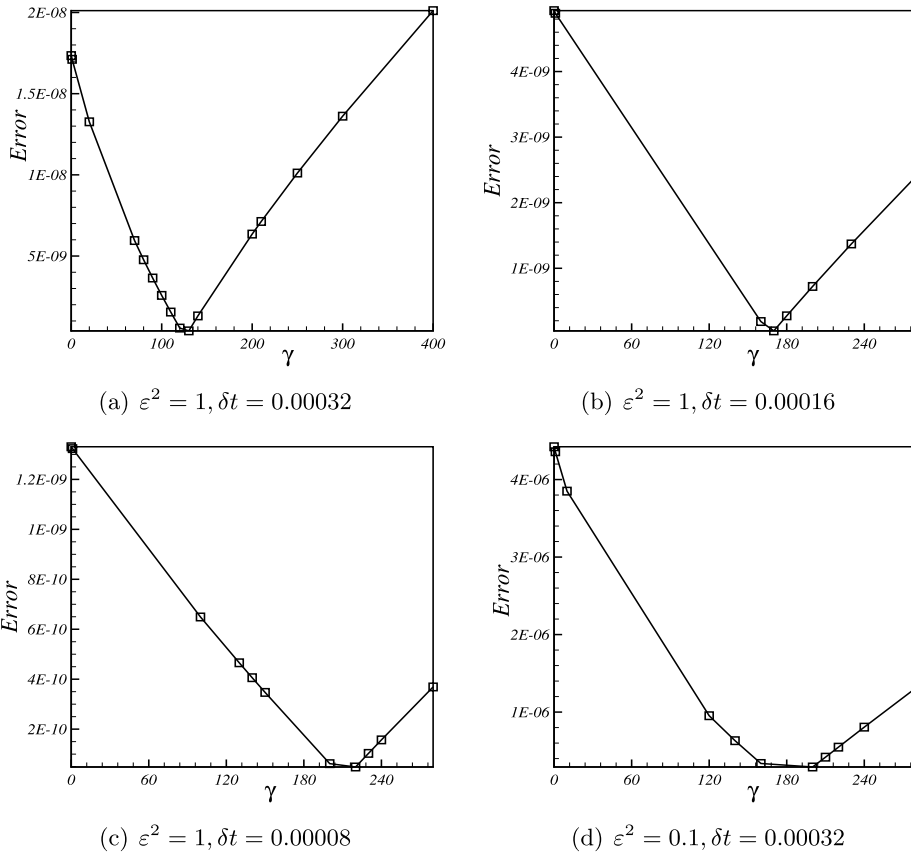 2E-08
1.5E-08
1E-08
5E-09
Error
0 100 200 300 400
γ
(a) ε² = 1, δt = 0.00032
4E-09
3E-09
2E-09
1E-09
Error
0 60 120 180 240
γ
(b) ε² = 1, δt = 0.00016
1.2E-09
1E-09
8E-10
6E-10
4E-10
2E-10
Error
0 60 120 180 240
γ
(c) ε² = 1, δt = 0.00008
4E-06
3E-06
2E-06
1E-06
Error
0 60 120 180 240
γ
(d) ε² = 0.1, δt = 0.00032